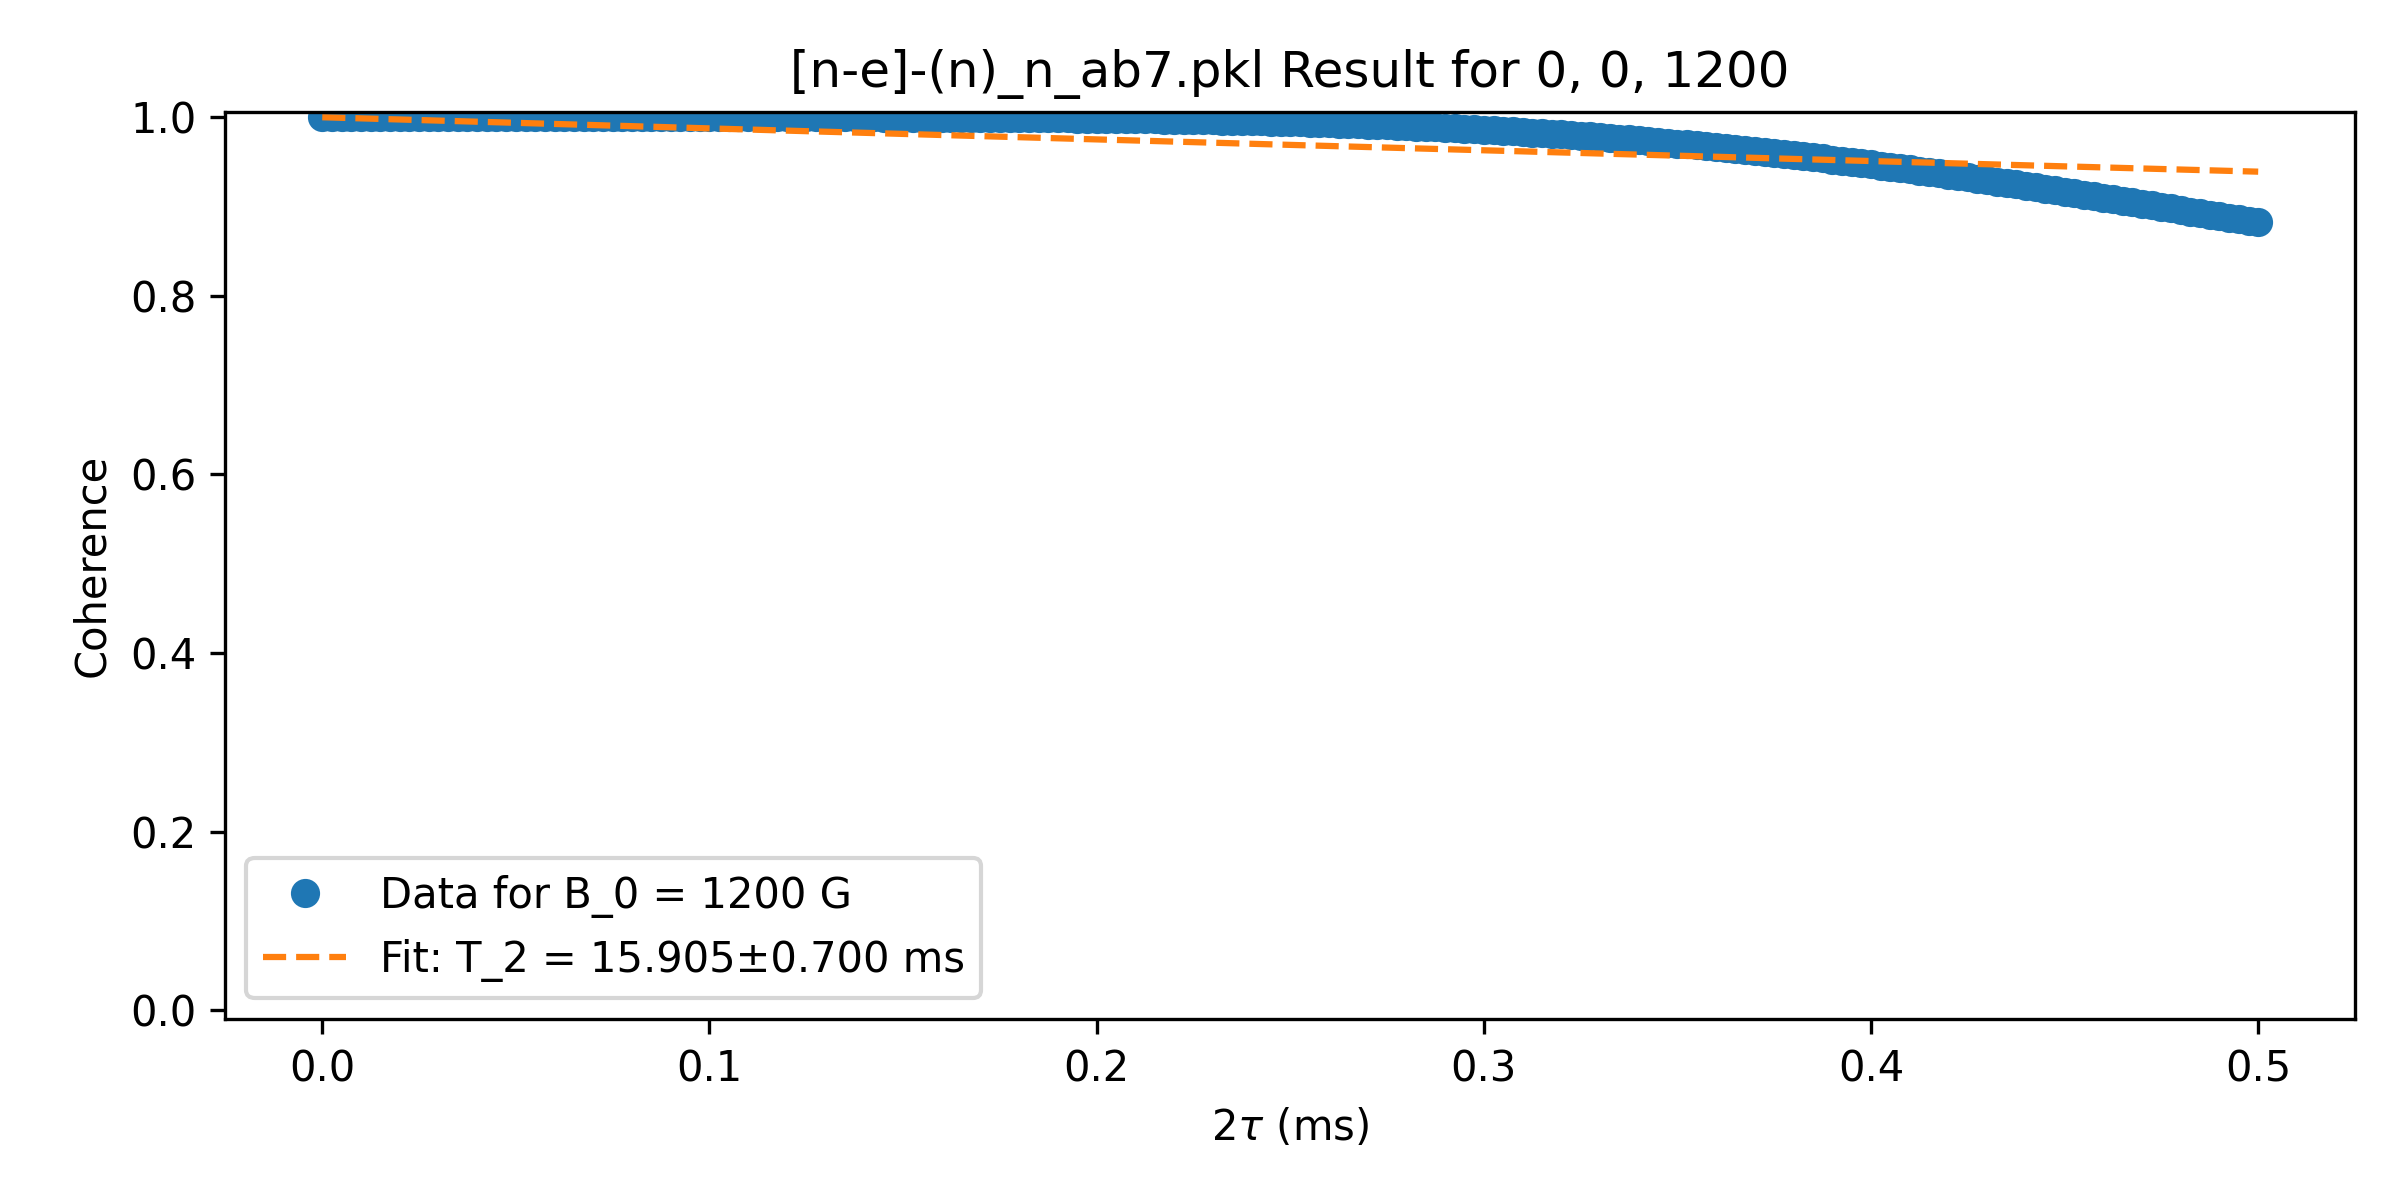 [n-e]-(n)_n_ab7.pkl Result for 0, 0, 1200
1.0
0.8
0.6
0.4
0.2
0.0
Coherence
Data for B_0 = 1200 G
Fit: T_2 = 15.905±0.700 ms
0.0 0.1 0.2 0.3 0.4 0.5
2τ (ms)